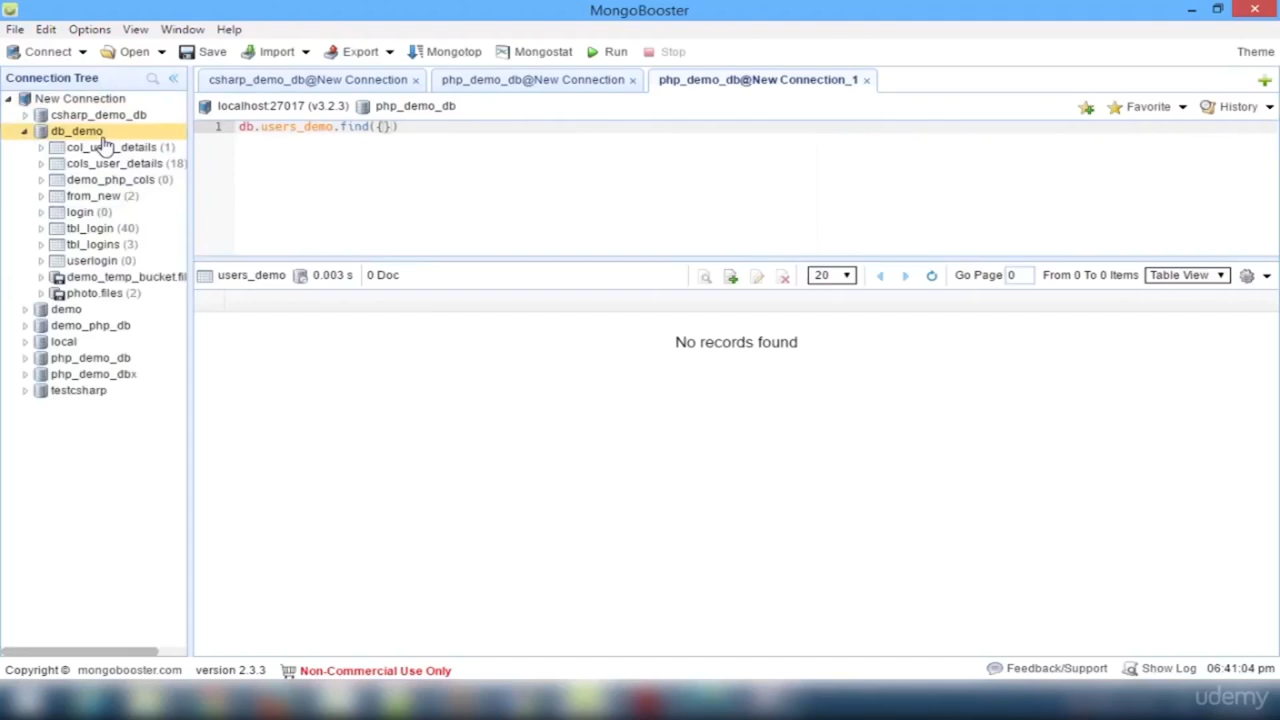 MongoBooster
File Edit Options View Window Help
Connect Open Save Import Export Mongotop Mongostat Run Stop Theme
Connection Tree
csharp_demo_db@New Connection × php_demo_db@New Connection × php_demo_db@New Connection_1 ×
localhost:27017 (v3.2.3) php_demo_db Favorite History
1 db.users_demo.find({})
New Connection
csharp_demo_db
db_demo
col_user_details (1)
cols_user_details (18)
demo_php_cols (0)
from_new (2)
login (0)
tbl_login (40)
tbl_logins (3)
userlogin (0)
demo_temp_bucket.fil
photo.files (2)
demo
demo_php_db
local
php_demo_db
php_demo_dbx
testcsharp
users_demo 0.003 s 0 Doc 20 Go Page 0 From 0 To 0 Items Table View
No records found
Copyright © mongobooster.com version 2.3.3 Non-Commercial Use Only Feedback/Support Show Log 06:41:04 pm
udemy